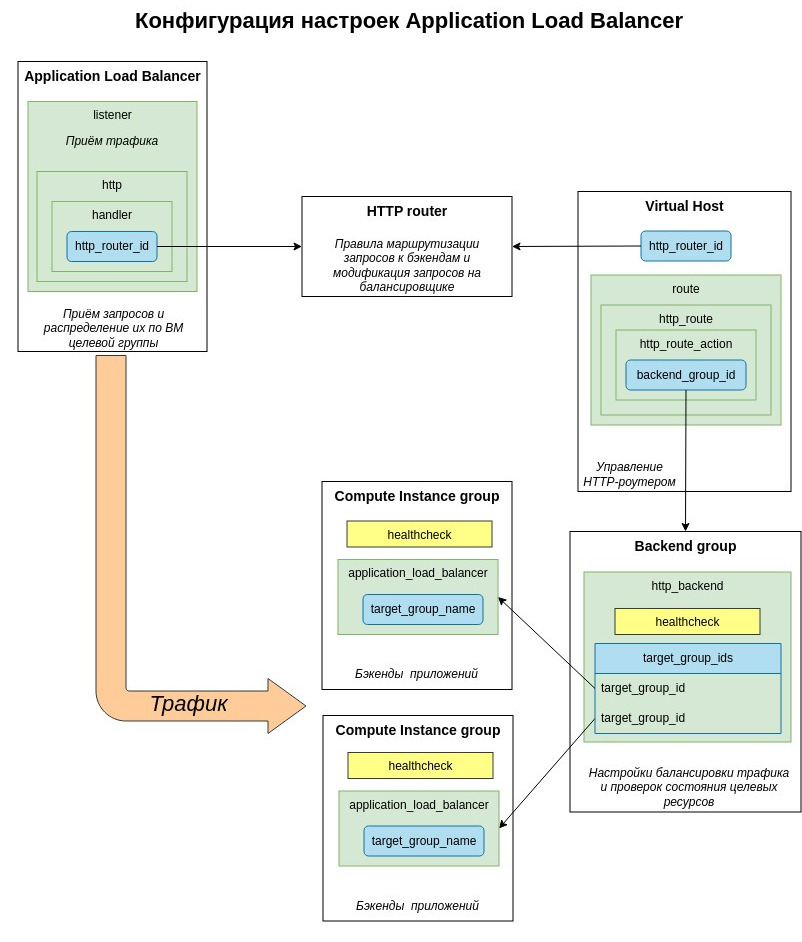 Конфигурация настроек Application Load Balancer
Application Load Balancer
listener
Приём трафика
http
handler
http_router_id
Приём запросов и
распределение их по ВМ
целевой группы
HTTP router
Правила маршрутизации
запросов к бэкендам и
модификация запросов на
балансировщике
Virtual Host
http_router_id
route
http_route
http_route_action
backend_group_id
Управление
HTTP-роутером
Compute Instance group
healthcheck
application_load_balancer
target_group_name
Бэкенды приложений
Backend group
http_backend
healthcheck
target_group_ids
target_group_id
target_group_id
Настройки балансировки трафика
и проверок состояния целевых
ресурсов
Трафик
Compute Instance group
healthcheck
application_load_balancer
target_group_name
Бэкенды приложений